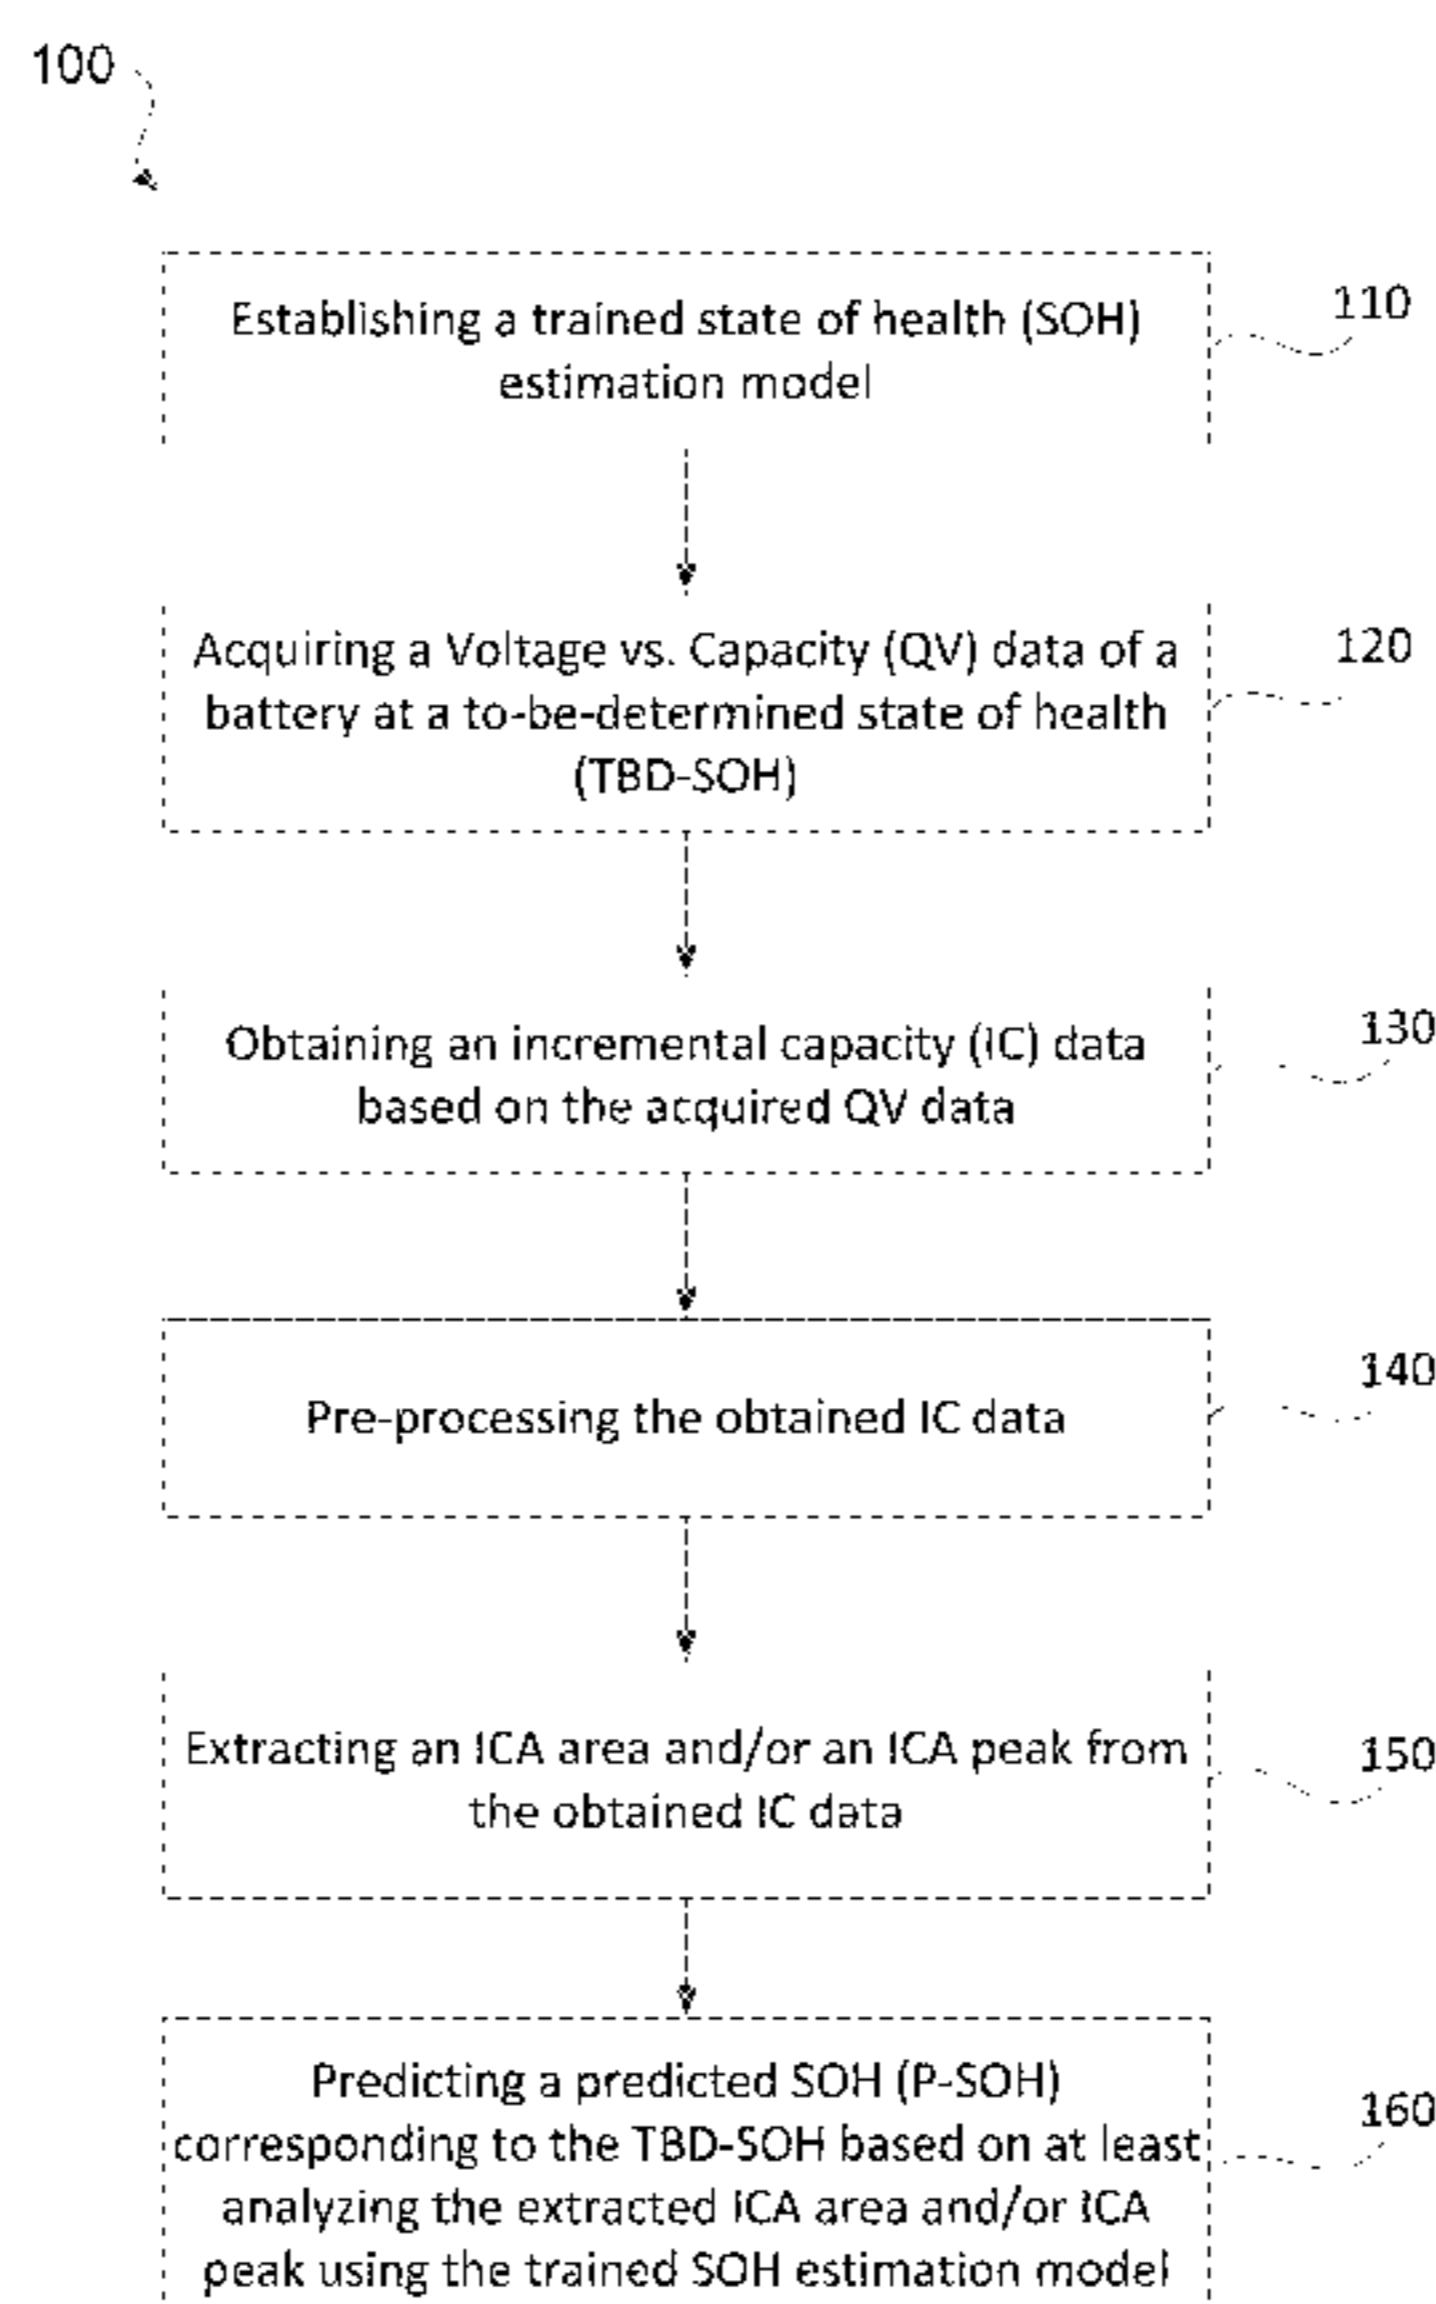 100
Establishing a trained state of health (SOH)
estimation model
110
Acquiring a Voltage vs. Capacity (QV) data of a
battery at a to-be-determined state of health
(TBD-SOH)
120
Obtaining an incremental capacity (IC) data
based on the acquired QV data
130
Pre-processing the obtained IC data
140
Extracting an ICA area and/or an ICA peak from
the obtained IC data
150
Predicting a predicted SOH (P-SOH)
corresponding to the TBD-SOH based on at least
analyzing the extracted ICA area and/or ICA
peak using the trained SOH estimation model
160